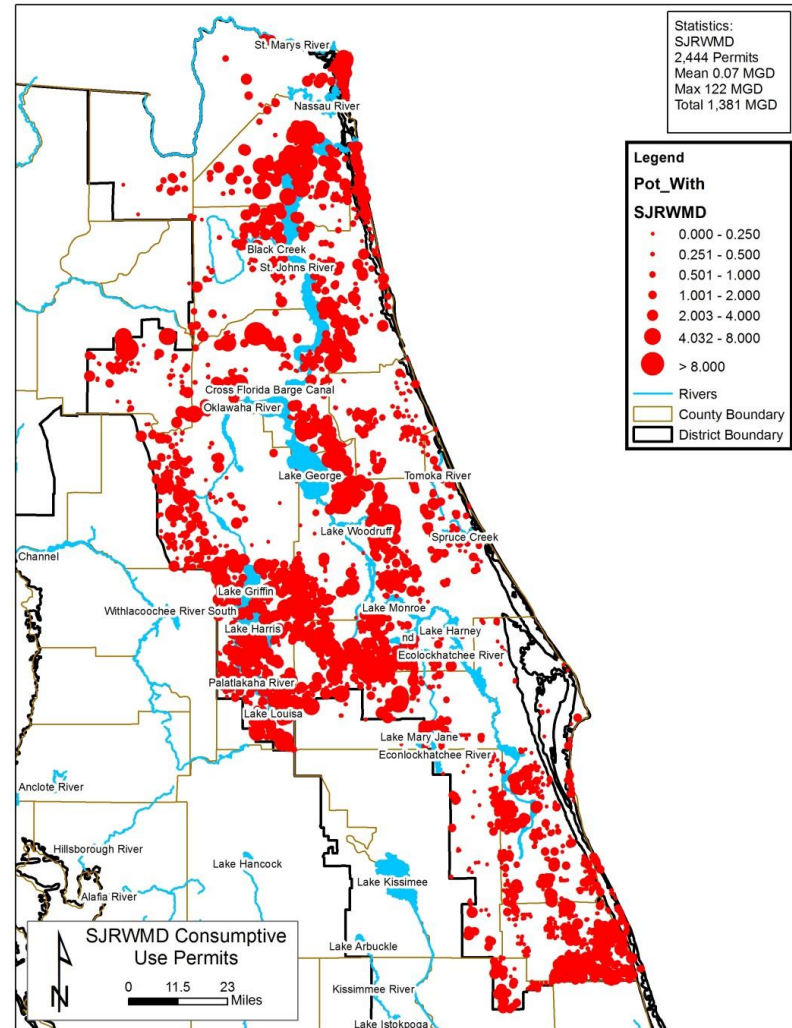 Statistics:
SJRWMD
2,444 Permits
Mean 0.07 MGD
Max 122 MGD
Total 1,381 MGD
Legend
Pot_With
SJRWMD
0.000 - 0.250
0.251 - 0.500
0.501 - 1.000
1.001 - 2.000
2.003 - 4.000
4.032 - 8.000
> 8.000
Rivers
County Boundary
District Boundary
St. Marys River
Nassau River
Black Creek
St. Johns River
Cross Florida Barge Canal
Oklawaha River
Lake George
Tomoka River
Lake Woodruff
Spruce Creek
Channel
Lake Griffin
Withlacoochee River South
Lake Monroe
Lake Harris
nd
Lake Harney
Ecolockhatchee River
Palatlakaha River
Lake Louisa
Lake Mary Jane
Econlockhatchee River
Anclote River
Hillsborough River
Lake Hancock
Lake Kissimee
Alafia River
Lake Arbuckle
Kissimmee River
Lake Istokpoga
SJRWMD Consumptive
Use Permits
0 11.5 23
Miles
N